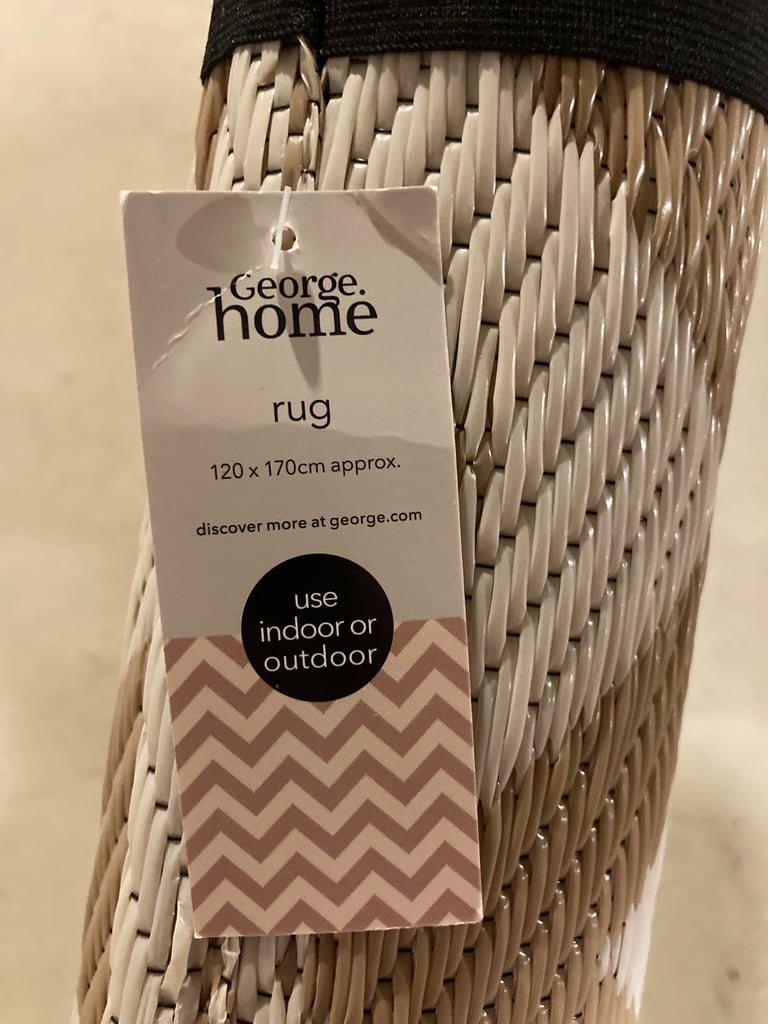 George.
home
rug
120 x 170cm approx.
discover more at george.com
use
indoor or
outdoor